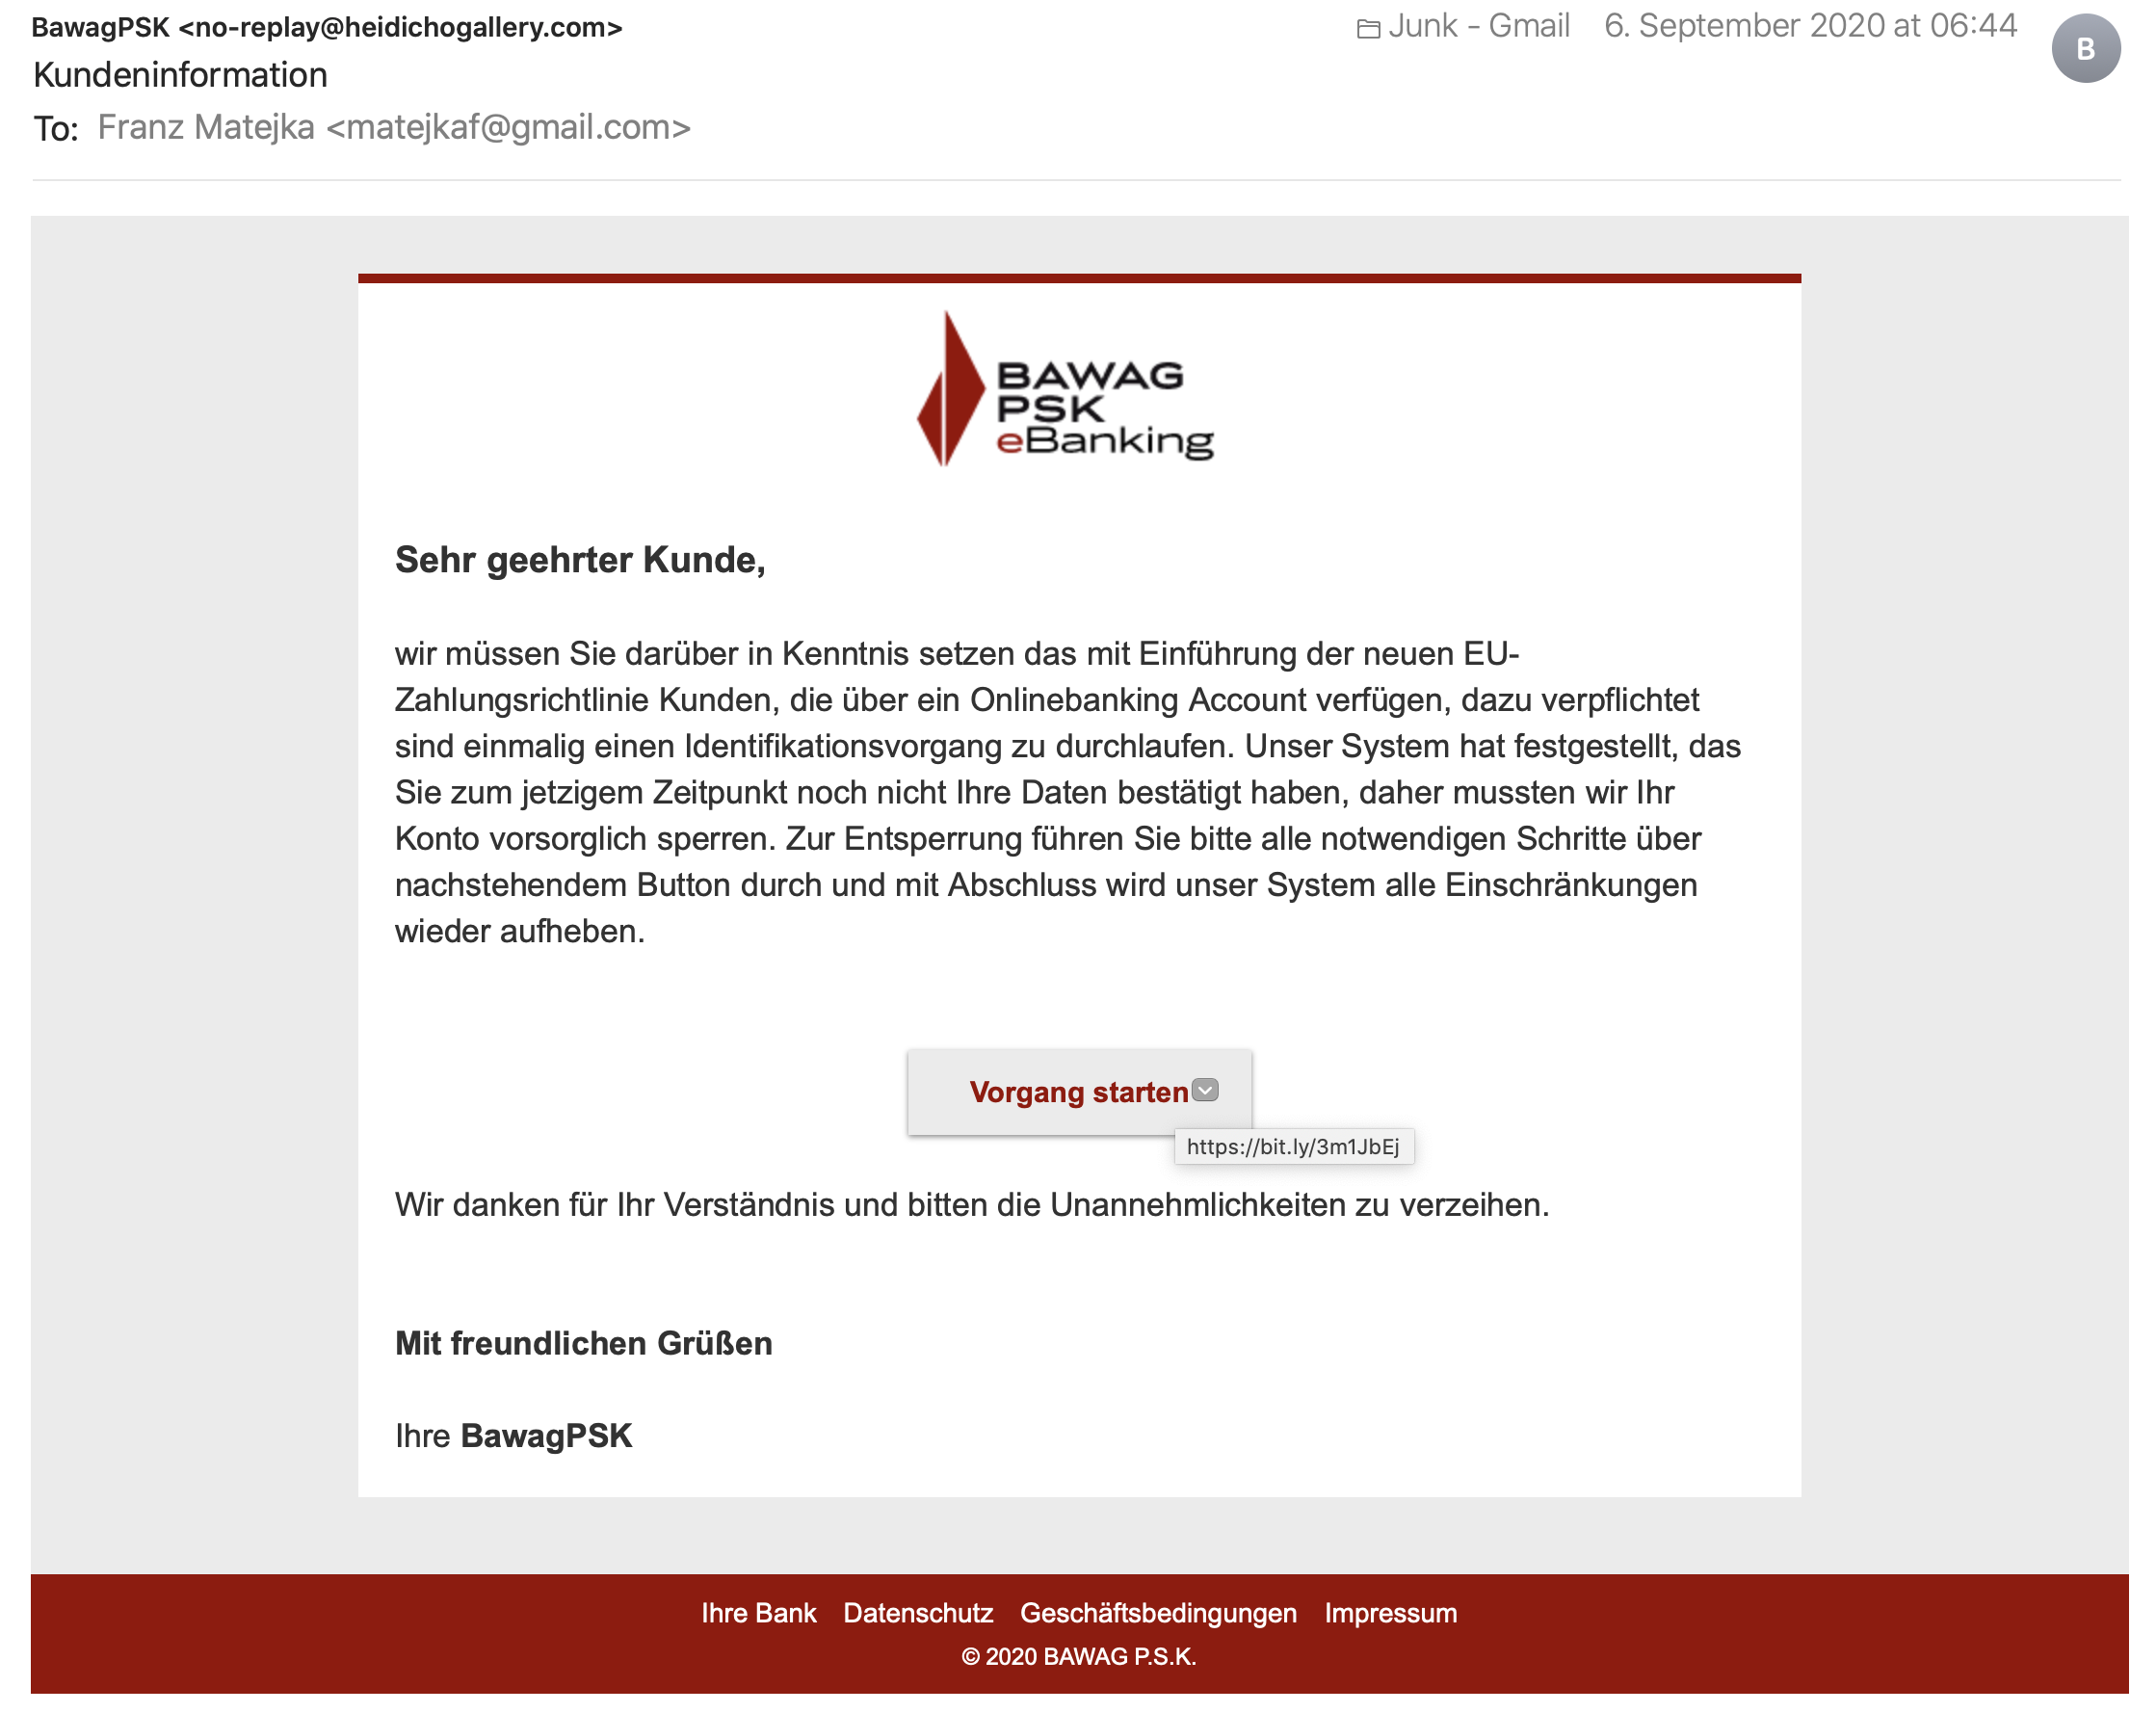 BawagPSK <no-replay@heidichogallery.com>
Junk - Gmail 6. September 2020 at 06:44
B
Kundeninformation
To: Franz Matejka <matejkaf@gmail.com>
BAWAG
PSK
eBanking
Sehr geehrter Kunde,
wir müssen Sie darüber in Kenntnis setzen das mit Einführung der neuen EU-
Zahlungsrichtlinie Kunden, die über ein Onlinebanking Account verfügen, dazu verpflichtet
sind einmalig einen Identifikationsvorgang zu durchlaufen. Unser System hat festgestellt, das
Sie zum jetzigem Zeitpunkt noch nicht Ihre Daten bestätigt haben, daher mussten wir Ihr
Konto vorsorglich sperren. Zur Entsperrung führen Sie bitte alle notwendigen Schritte über
nachstehendem Button durch und mit Abschluss wird unser System alle Einschränkungen
wieder aufheben.
Vorgang starten
https://bit.ly/3m1JbEj
Wir danken für Ihr Verständnis und bitten die Unannehmlichkeiten zu verzeihen.
Mit freundlichen Grüßen
Ihre BawagPSK
Ihre Bank Datenschutz Geschäftsbedingungen Impressum
© 2020 BAWAG P.S.K.